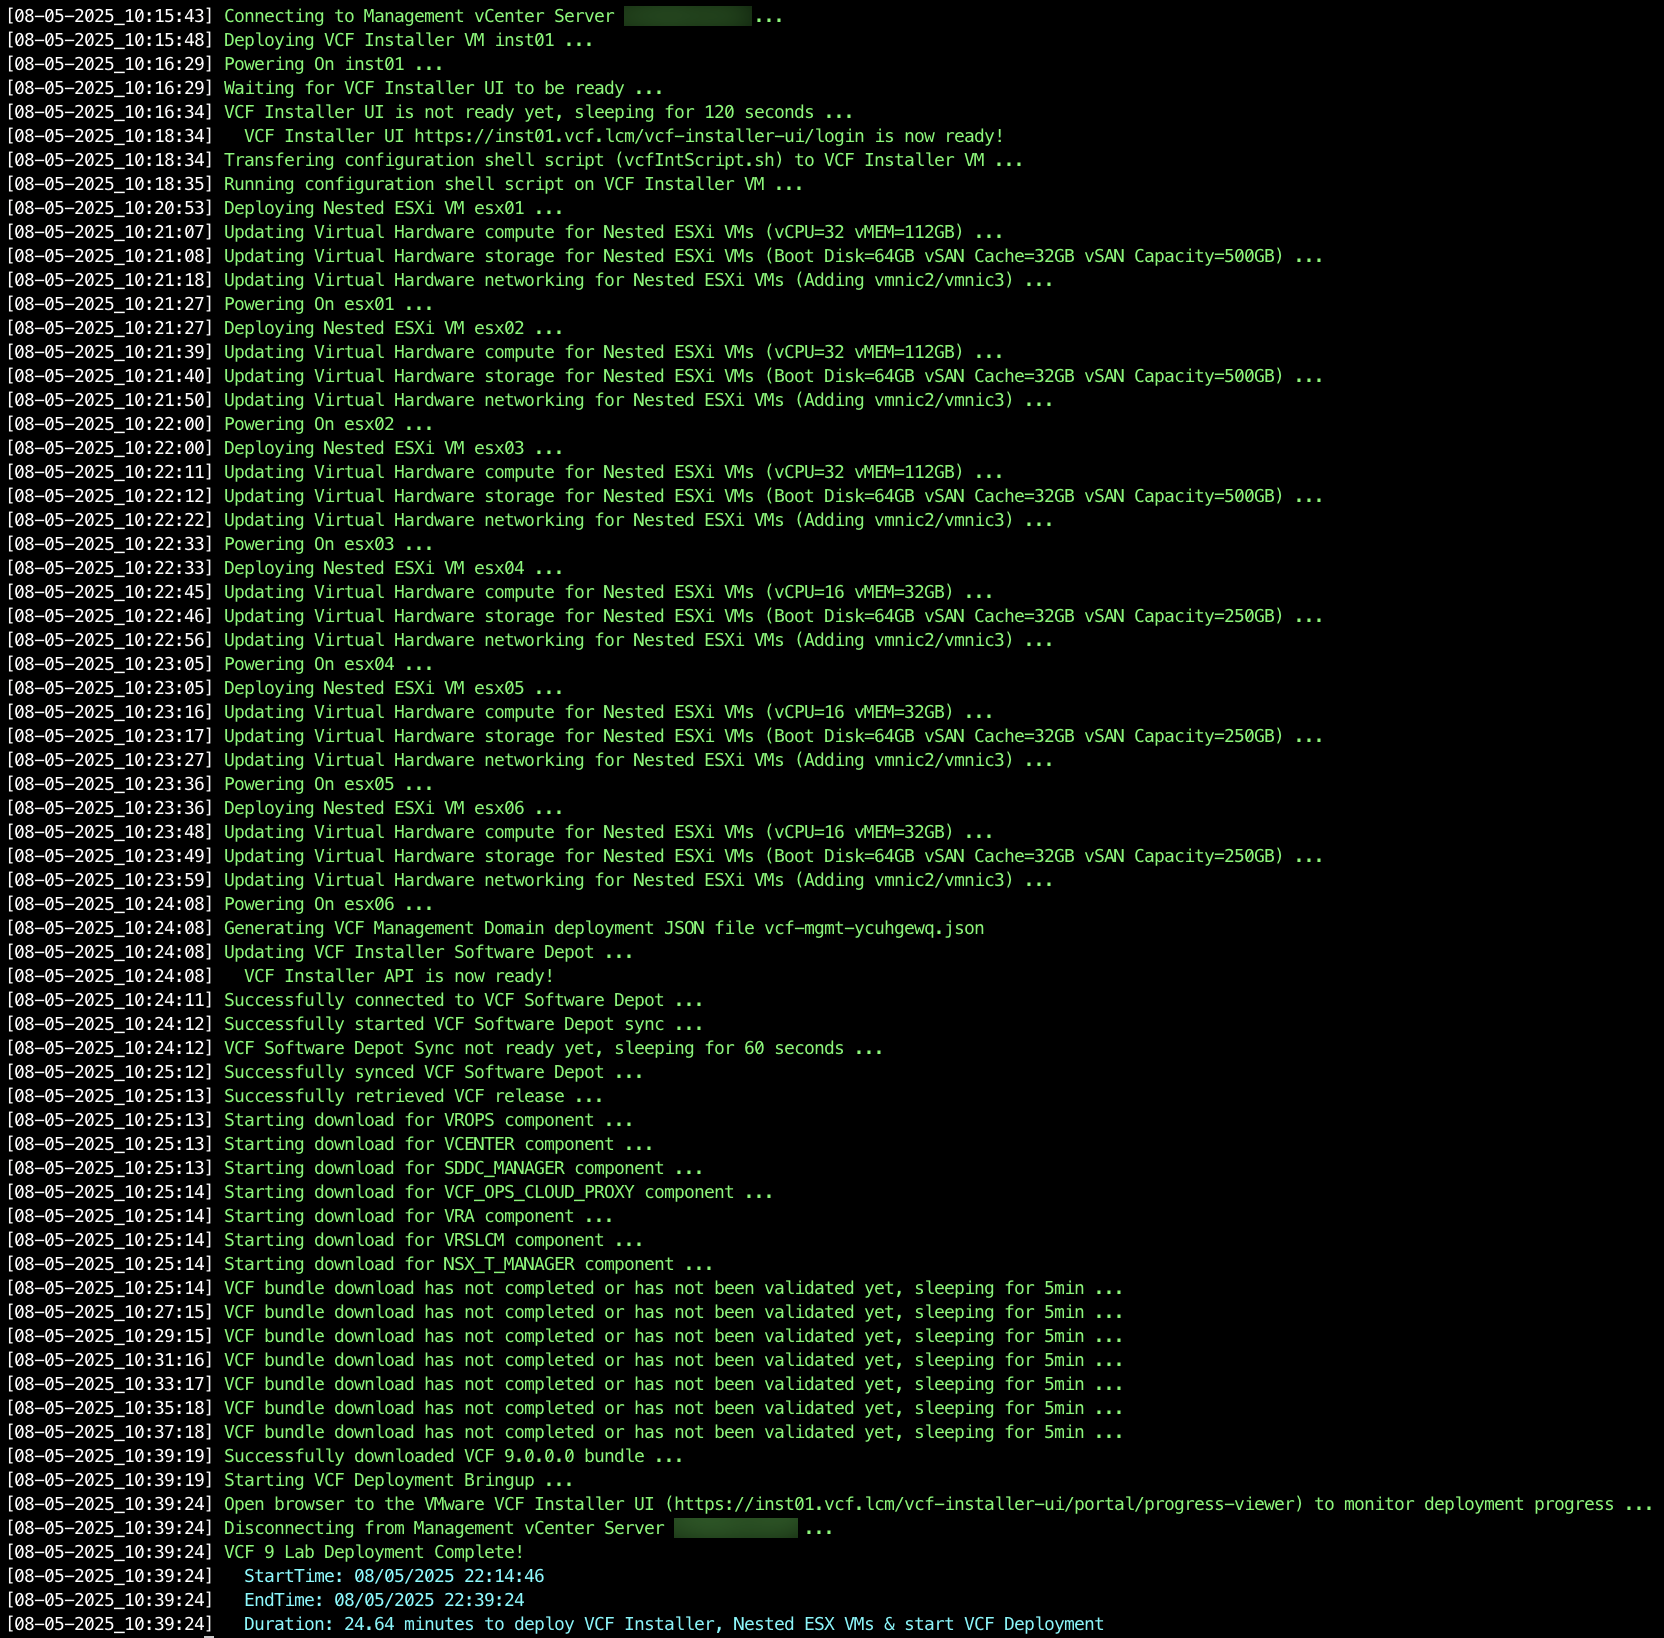 [08-05-2025_10:15:43] Connecting to Management vCenter Server ...
[08-05-2025_10:15:48] Deploying VCF Installer VM inst01 ...
[08-05-2025_10:16:29] Powering On inst01 ...
[08-05-2025_10:16:29] Waiting for VCF Installer UI to be ready ...
[08-05-2025_10:16:34] VCF Installer UI is not ready yet, sleeping for 120 seconds ...
[08-05-2025_10:18:34]   VCF Installer UI https://inst01.vcf.lcm/vcf-installer-ui/login is now ready!
[08-05-2025_10:18:34] Transfering configuration shell script (vcfIntScript.sh) to VCF Installer VM ...
[08-05-2025_10:18:35] Running configuration shell script on VCF Installer VM ...
[08-05-2025_10:20:53] Deploying Nested ESXi VM esx01 ...
[08-05-2025_10:21:07] Updating Virtual Hardware compute for Nested ESXi VMs (vCPU=32 vMEM=112GB) ...
[08-05-2025_10:21:08] Updating Virtual Hardware storage for Nested ESXi VMs (Boot Disk=64GB vSAN Cache=32GB vSAN Capacity=500GB) ...
[08-05-2025_10:21:18] Updating Virtual Hardware networking for Nested ESXi VMs (Adding vmnic2/vmnic3) ...
[08-05-2025_10:21:27] Powering On esx01 ...
[08-05-2025_10:21:27] Deploying Nested ESXi VM esx02 ...
[08-05-2025_10:21:39] Updating Virtual Hardware compute for Nested ESXi VMs (vCPU=32 vMEM=112GB) ...
[08-05-2025_10:21:40] Updating Virtual Hardware storage for Nested ESXi VMs (Boot Disk=64GB vSAN Cache=32GB vSAN Capacity=500GB) ...
[08-05-2025_10:21:50] Updating Virtual Hardware networking for Nested ESXi VMs (Adding vmnic2/vmnic3) ...
[08-05-2025_10:22:00] Powering On esx02 ...
[08-05-2025_10:22:00] Deploying Nested ESXi VM esx03 ...
[08-05-2025_10:22:11] Updating Virtual Hardware compute for Nested ESXi VMs (vCPU=32 vMEM=112GB) ...
[08-05-2025_10:22:12] Updating Virtual Hardware storage for Nested ESXi VMs (Boot Disk=64GB vSAN Cache=32GB vSAN Capacity=500GB) ...
[08-05-2025_10:22:22] Updating Virtual Hardware networking for Nested ESXi VMs (Adding vmnic2/vmnic3) ...
[08-05-2025_10:22:33] Powering On esx03 ...
[08-05-2025_10:22:33] Deploying Nested ESXi VM esx04 ...
[08-05-2025_10:22:45] Updating Virtual Hardware compute for Nested ESXi VMs (vCPU=16 vMEM=32GB) ...
[08-05-2025_10:22:46] Updating Virtual Hardware storage for Nested ESXi VMs (Boot Disk=64GB vSAN Cache=32GB vSAN Capacity=250GB) ...
[08-05-2025_10:22:56] Updating Virtual Hardware networking for Nested ESXi VMs (Adding vmnic2/vmnic3) ...
[08-05-2025_10:23:05] Powering On esx04 ...
[08-05-2025_10:23:05] Deploying Nested ESXi VM esx05 ...
[08-05-2025_10:23:16] Updating Virtual Hardware compute for Nested ESXi VMs (vCPU=16 vMEM=32GB) ...
[08-05-2025_10:23:17] Updating Virtual Hardware storage for Nested ESXi VMs (Boot Disk=64GB vSAN Cache=32GB vSAN Capacity=250GB) ...
[08-05-2025_10:23:27] Updating Virtual Hardware networking for Nested ESXi VMs (Adding vmnic2/vmnic3) ...
[08-05-2025_10:23:36] Powering On esx05 ...
[08-05-2025_10:23:36] Deploying Nested ESXi VM esx06 ...
[08-05-2025_10:23:48] Updating Virtual Hardware compute for Nested ESXi VMs (vCPU=16 vMEM=32GB) ...
[08-05-2025_10:23:49] Updating Virtual Hardware storage for Nested ESXi VMs (Boot Disk=64GB vSAN Cache=32GB vSAN Capacity=250GB) ...
[08-05-2025_10:23:59] Updating Virtual Hardware networking for Nested ESXi VMs (Adding vmnic2/vmnic3) ...
[08-05-2025_10:24:08] Powering On esx06 ...
[08-05-2025_10:24:08] Generating VCF Management Domain deployment JSON file vcf-mgmt-ycuhgewq.json
[08-05-2025_10:24:08] Updating VCF Installer Software Depot ...
[08-05-2025_10:24:08]   VCF Installer API is now ready!
[08-05-2025_10:24:11] Successfully connected to VCF Software Depot ...
[08-05-2025_10:24:12] Successfully started VCF Software Depot sync ...
[08-05-2025_10:24:12] VCF Software Depot Sync not ready yet, sleeping for 60 seconds ...
[08-05-2025_10:25:12] Successfully synced VCF Software Depot ...
[08-05-2025_10:25:13] Successfully retrieved VCF release ...
[08-05-2025_10:25:13] Starting download for VROPS component ...
[08-05-2025_10:25:13] Starting download for VCENTER component ...
[08-05-2025_10:25:13] Starting download for SDDC_MANAGER component ...
[08-05-2025_10:25:14] Starting download for VCF_OPS_CLOUD_PROXY component ...
[08-05-2025_10:25:14] Starting download for VRA component ...
[08-05-2025_10:25:14] Starting download for VRSLCM component ...
[08-05-2025_10:25:14] Starting download for NSX_T_MANAGER component ...
[08-05-2025_10:25:14] VCF bundle download has not completed or has not been validated yet, sleeping for 5min ...
[08-05-2025_10:27:15] VCF bundle download has not completed or has not been validated yet, sleeping for 5min ...
[08-05-2025_10:29:15] VCF bundle download has not completed or has not been validated yet, sleeping for 5min ...
[08-05-2025_10:31:16] VCF bundle download has not completed or has not been validated yet, sleeping for 5min ...
[08-05-2025_10:33:17] VCF bundle download has not completed or has not been validated yet, sleeping for 5min ...
[08-05-2025_10:35:18] VCF bundle download has not completed or has not been validated yet, sleeping for 5min ...
[08-05-2025_10:37:18] VCF bundle download has not completed or has not been validated yet, sleeping for 5min ...
[08-05-2025_10:39:19] Successfully downloaded VCF 9.0.0.0 bundle ...
[08-05-2025_10:39:19] Starting VCF Deployment Bringup ...
[08-05-2025_10:39:24] Open browser to the VMware VCF Installer UI (https://inst01.vcf.lcm/vcf-installer-ui/portal/progress-viewer) to monitor deployment progress ...
[08-05-2025_10:39:24] Disconnecting from Management vCenter Server ...
[08-05-2025_10:39:24] VCF 9 Lab Deployment Complete!
[08-05-2025_10:39:24]   StartTime: 08/05/2025 22:14:46
[08-05-2025_10:39:24]   EndTime: 08/05/2025 22:39:24
[08-05-2025_10:39:24]   Duration: 24.64 minutes to deploy VCF Installer, Nested ESX VMs & start VCF Deployment